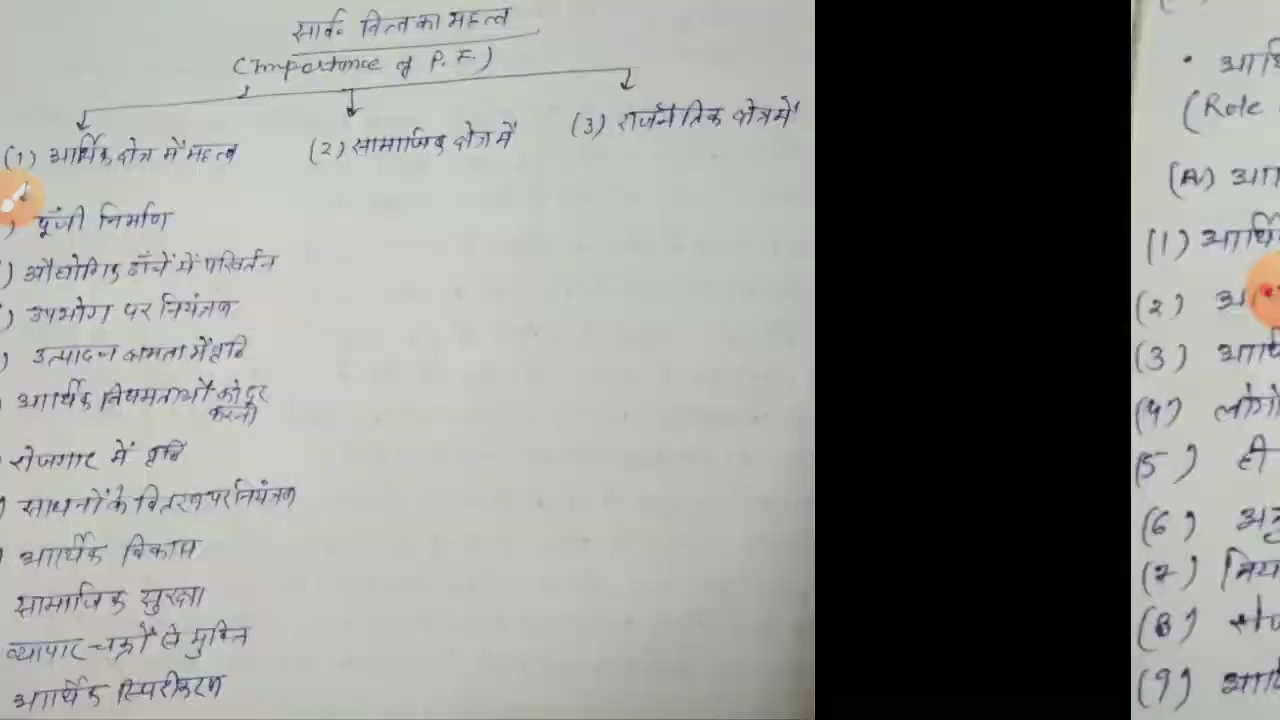 सार्व॰ वित्त का महत्व
(Importance of P. F.)
(1) आर्थिक क्षेत्र में महत्व
(2) सामाजिक क्षेत्र में
(3) राजनैतिक क्षेत्र में
) पूँजी निर्माण
) औद्योगिक ढाँचें में परिवर्तन
) उपभोग पर नियंत्रण
) उत्पादन क्षमता में वृद्धि
आर्थिक विषमताओं को दूर
करना
रोजगार में वृद्धि
) साधनों के वितरण पर नियंत्रण
आर्थिक विकास
सामाजिक सुरक्षा
व्यापार-चक्रों से मुक्ति
आर्थिक स्थिरीकरण
(Role
(A)
(1) आर्थि
(2)
(3)
(4) लोगो
(5) ही
(6)
(7)
(8)
(9)